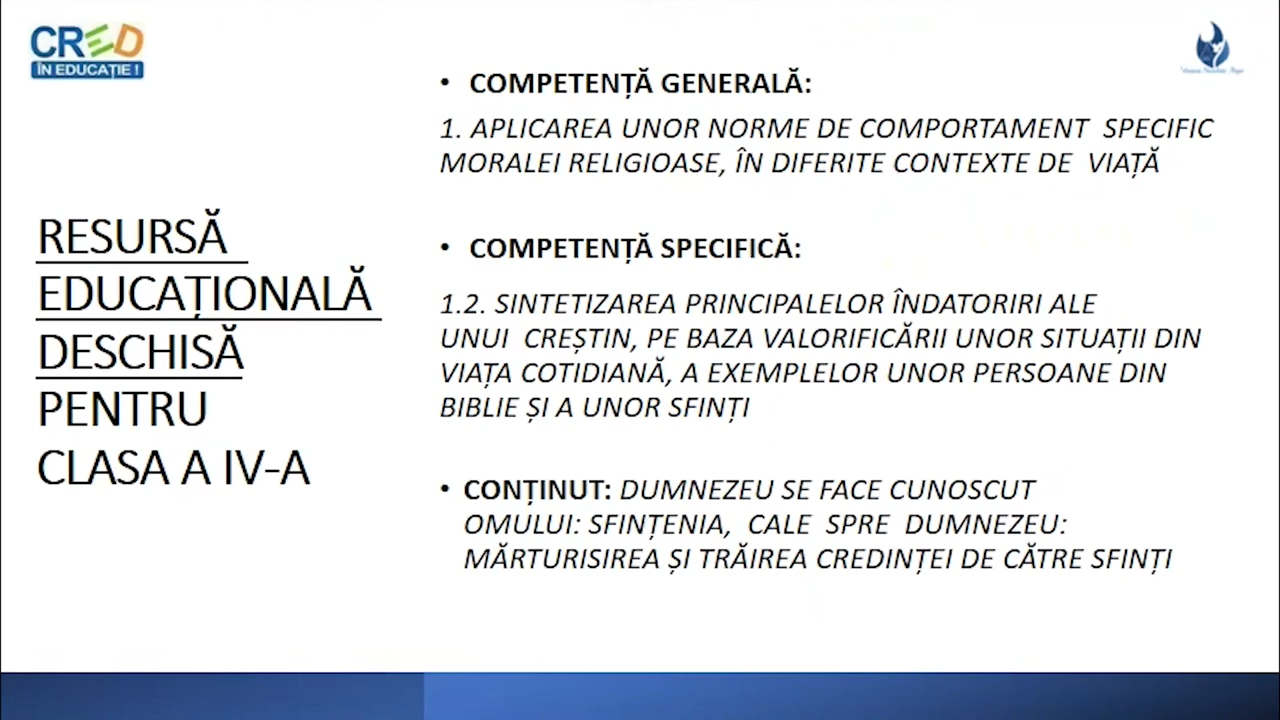 CRED
ÎN EDUCAȚIE !
RESURSĂ
EDUCAȚIONALĂ
DESCHISĂ
PENTRU
CLASA A IV-A
• COMPETENȚĂ GENERALĂ:
1. APLICAREA UNOR NORME DE COMPORTAMENT SPECIFIC
MORALEI RELIGIOASE, ÎN DIFERITE CONTEXTE DE VIAȚĂ
• COMPETENȚĂ SPECIFICĂ:
1.2. SINTETIZAREA PRINCIPALELOR ÎNDATORIRI ALE
UNUI CREȘTIN, PE BAZA VALORIFICĂRII UNOR SITUAȚII DIN
VIAȚA COTIDIANĂ, A EXEMPLELOR UNOR PERSOANE DIN
BIBLIE ȘI A UNOR SFINȚI
• CONȚINUT: DUMNEZEU SE FACE CUNOSCUT
OMULUI: SFINȚENIA, CALE SPRE DUMNEZEU:
MĂRTURISIREA ȘI TRĂIREA CREDINȚEI DE CĂTRE SFINȚI